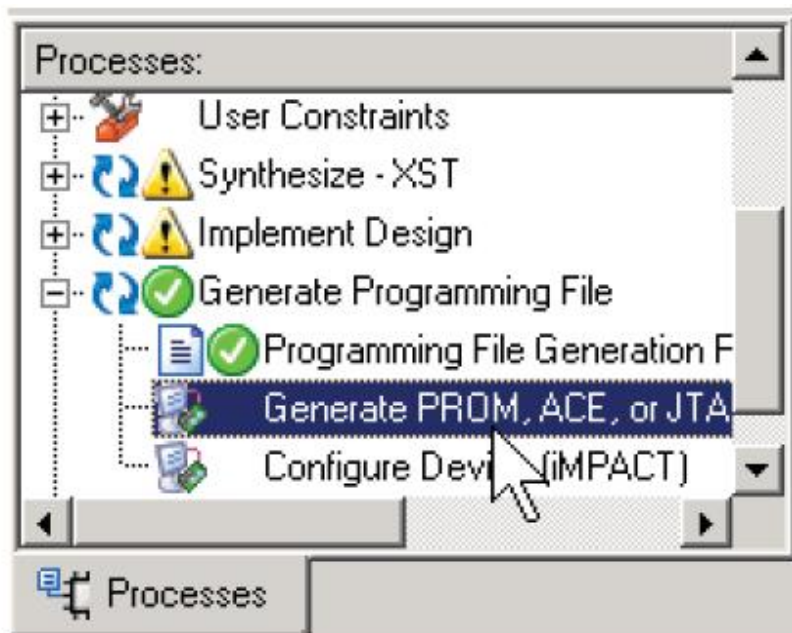 Processes:
User Constraints
Synthesize - XST
Implement Design
Generate Programming File
Programming File Generation F
Generate PROM, ACE, or JTA
Configure Devi (iMPACT)
Processes